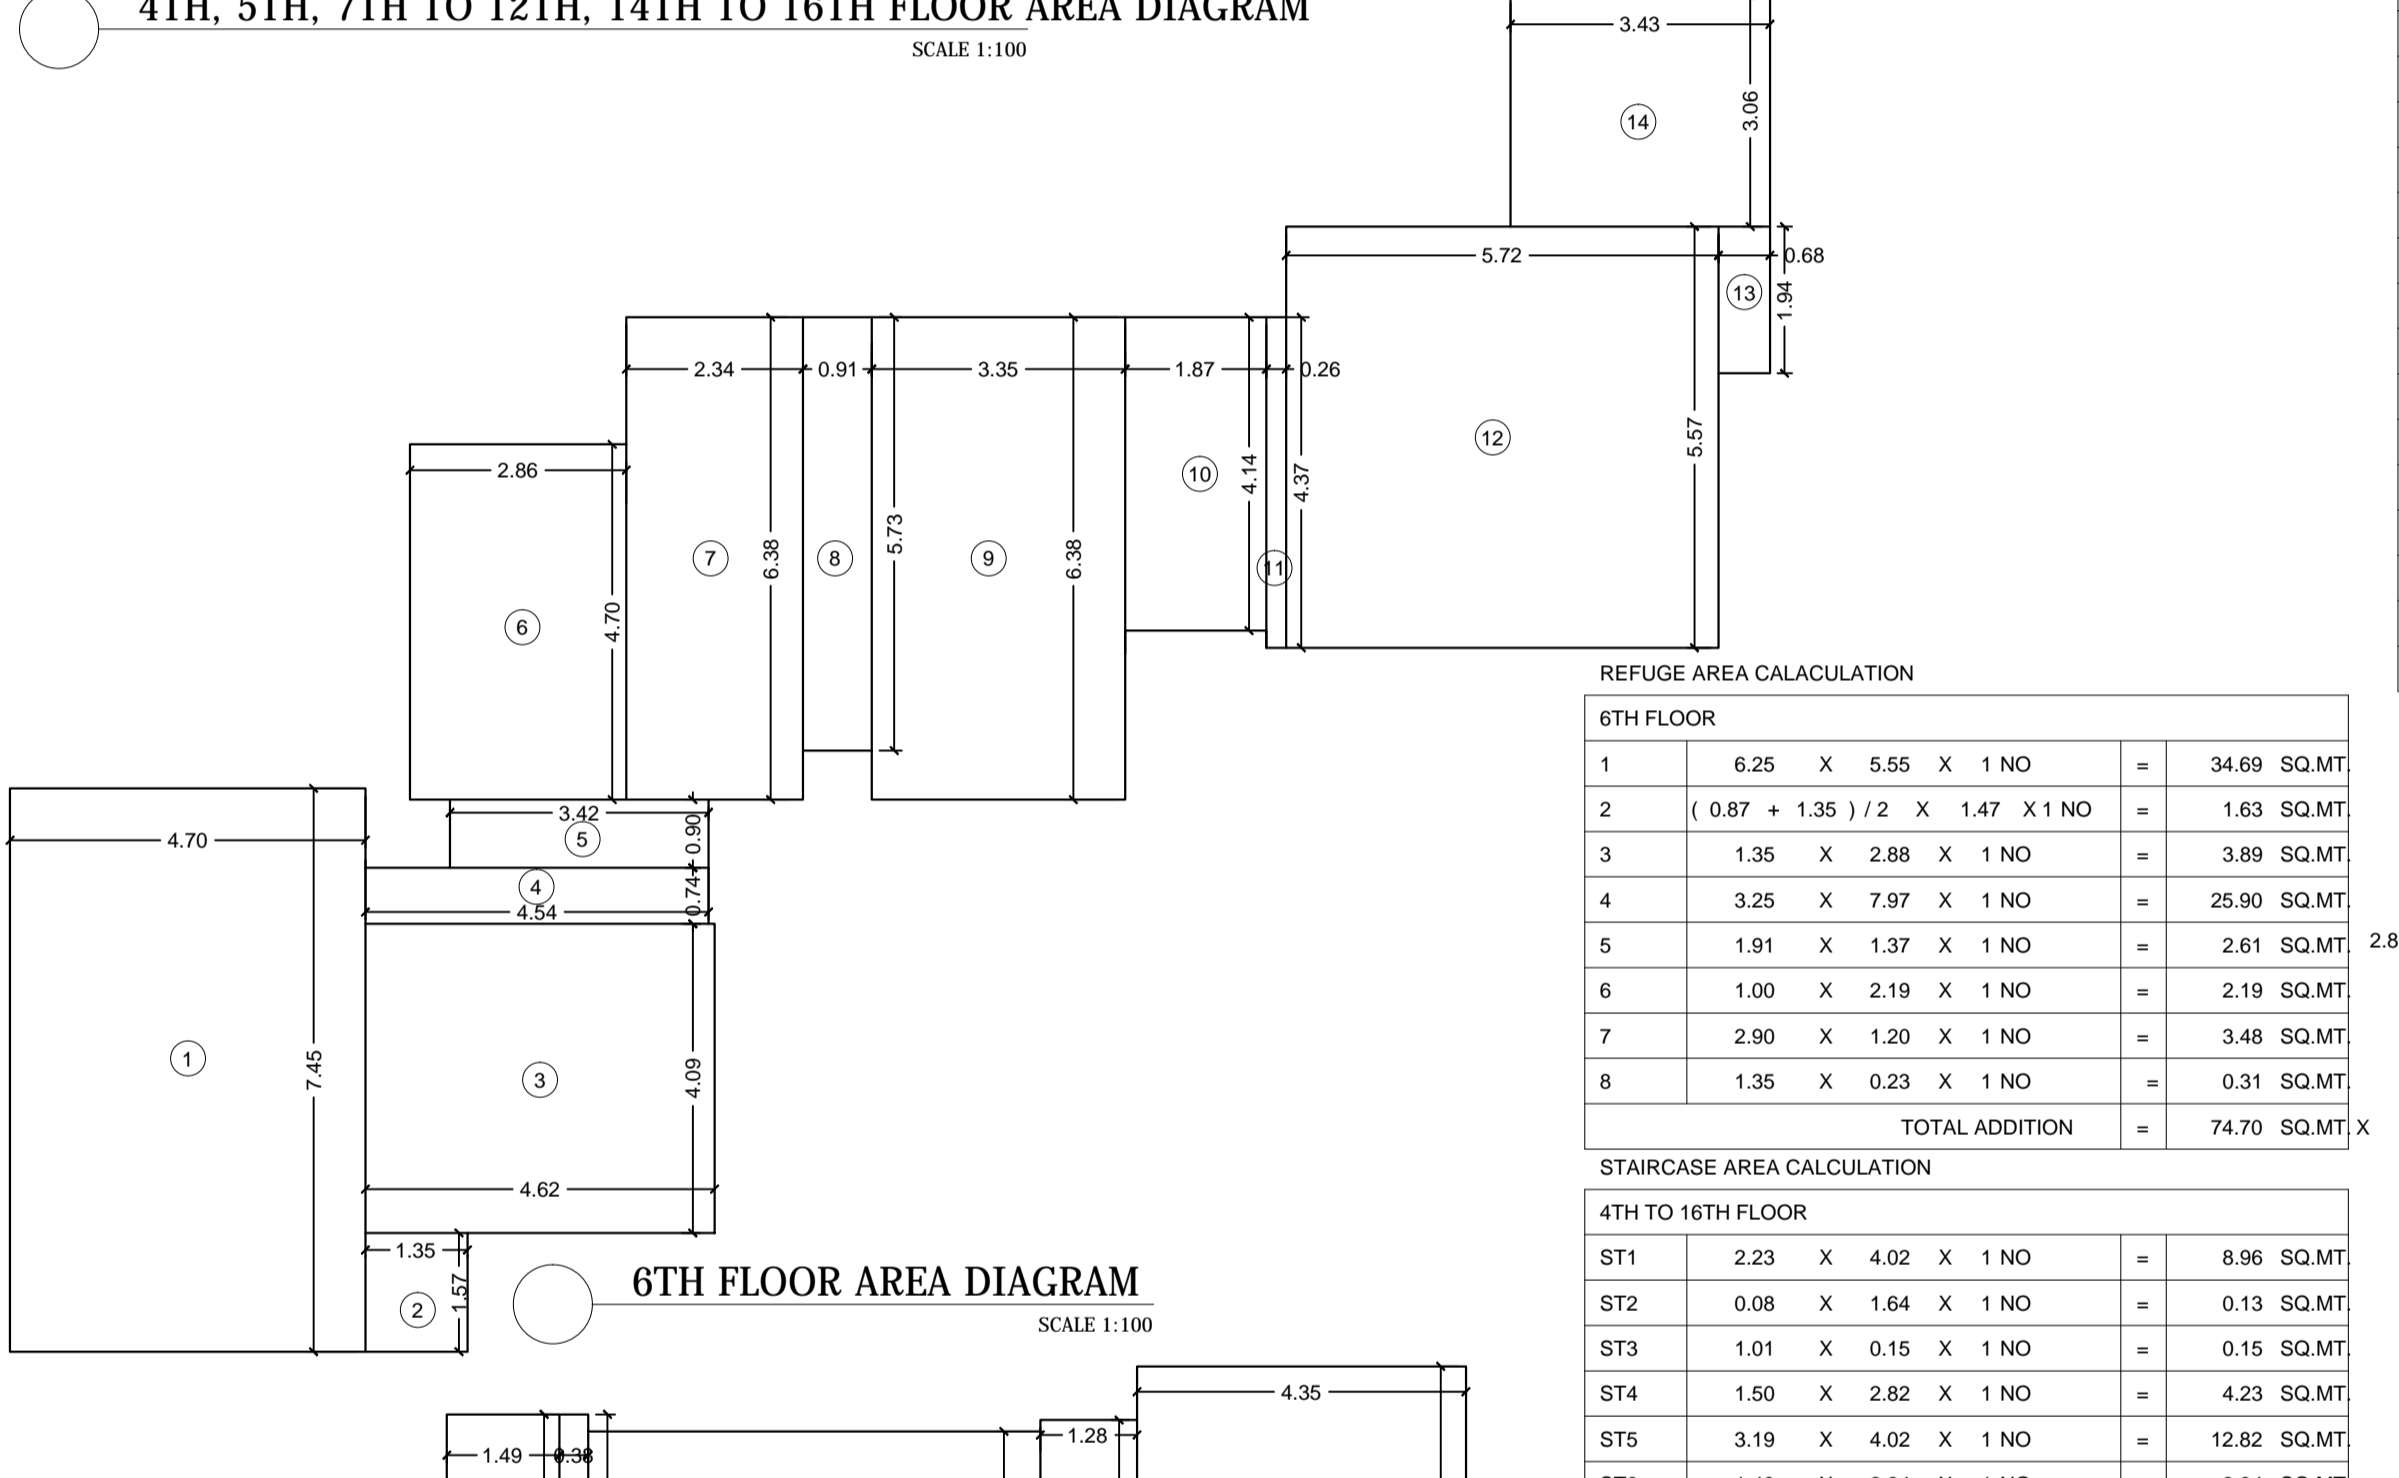 4TH, 5TH, 7TH TO 12TH, 14TH TO 16TH FLOOR AREA DIAGRAM
SCALE 1:100
3.43
3.06
14
5.72
0.68
13
1.94
2.34
0.91
3.35
1.87
0.26
12
5.57
2.86
10
4.14
4.37
5.73
7
6.38
8
9
6.38
11
6
4.70
3.42
5
0.90
4.70
4
0.74
4.54
1
7.45
3
4.09
4.62
1.35
2
1.57
6TH FLOOR AREA DIAGRAM
SCALE 1:100
4.35
1.28
1.49
0.38
REFUGE AREA CALACULATION
6TH FLOOR
1 6.25 X 5.55 X 1 NO = 34.69 SQ.MT.
2 ( 0.87 + 1.35 ) / 2 X 1.47 X 1 NO = 1.63 SQ.MT.
3 1.35 X 2.88 X 1 NO = 3.89 SQ.MT.
4 3.25 X 7.97 X 1 NO = 25.90 SQ.MT.
5 1.91 X 1.37 X 1 NO = 2.61 SQ.MT. 2.8
6 1.00 X 2.19 X 1 NO = 2.19 SQ.MT.
7 2.90 X 1.20 X 1 NO = 3.48 SQ.MT.
8 1.35 X 0.23 X 1 NO = 0.31 SQ.MT.
TOTAL ADDITION = 74.70 SQ.MT. X
STAIRCASE AREA CALCULATION
4TH TO 16TH FLOOR
ST1 2.23 X 4.02 X 1 NO = 8.96 SQ.MT.
ST2 0.08 X 1.64 X 1 NO = 0.13 SQ.MT.
ST3 1.01 X 0.15 X 1 NO = 0.15 SQ.MT.
ST4 1.50 X 2.82 X 1 NO = 4.23 SQ.MT.
ST5 3.19 X 4.02 X 1 NO = 12.82 SQ.MT.